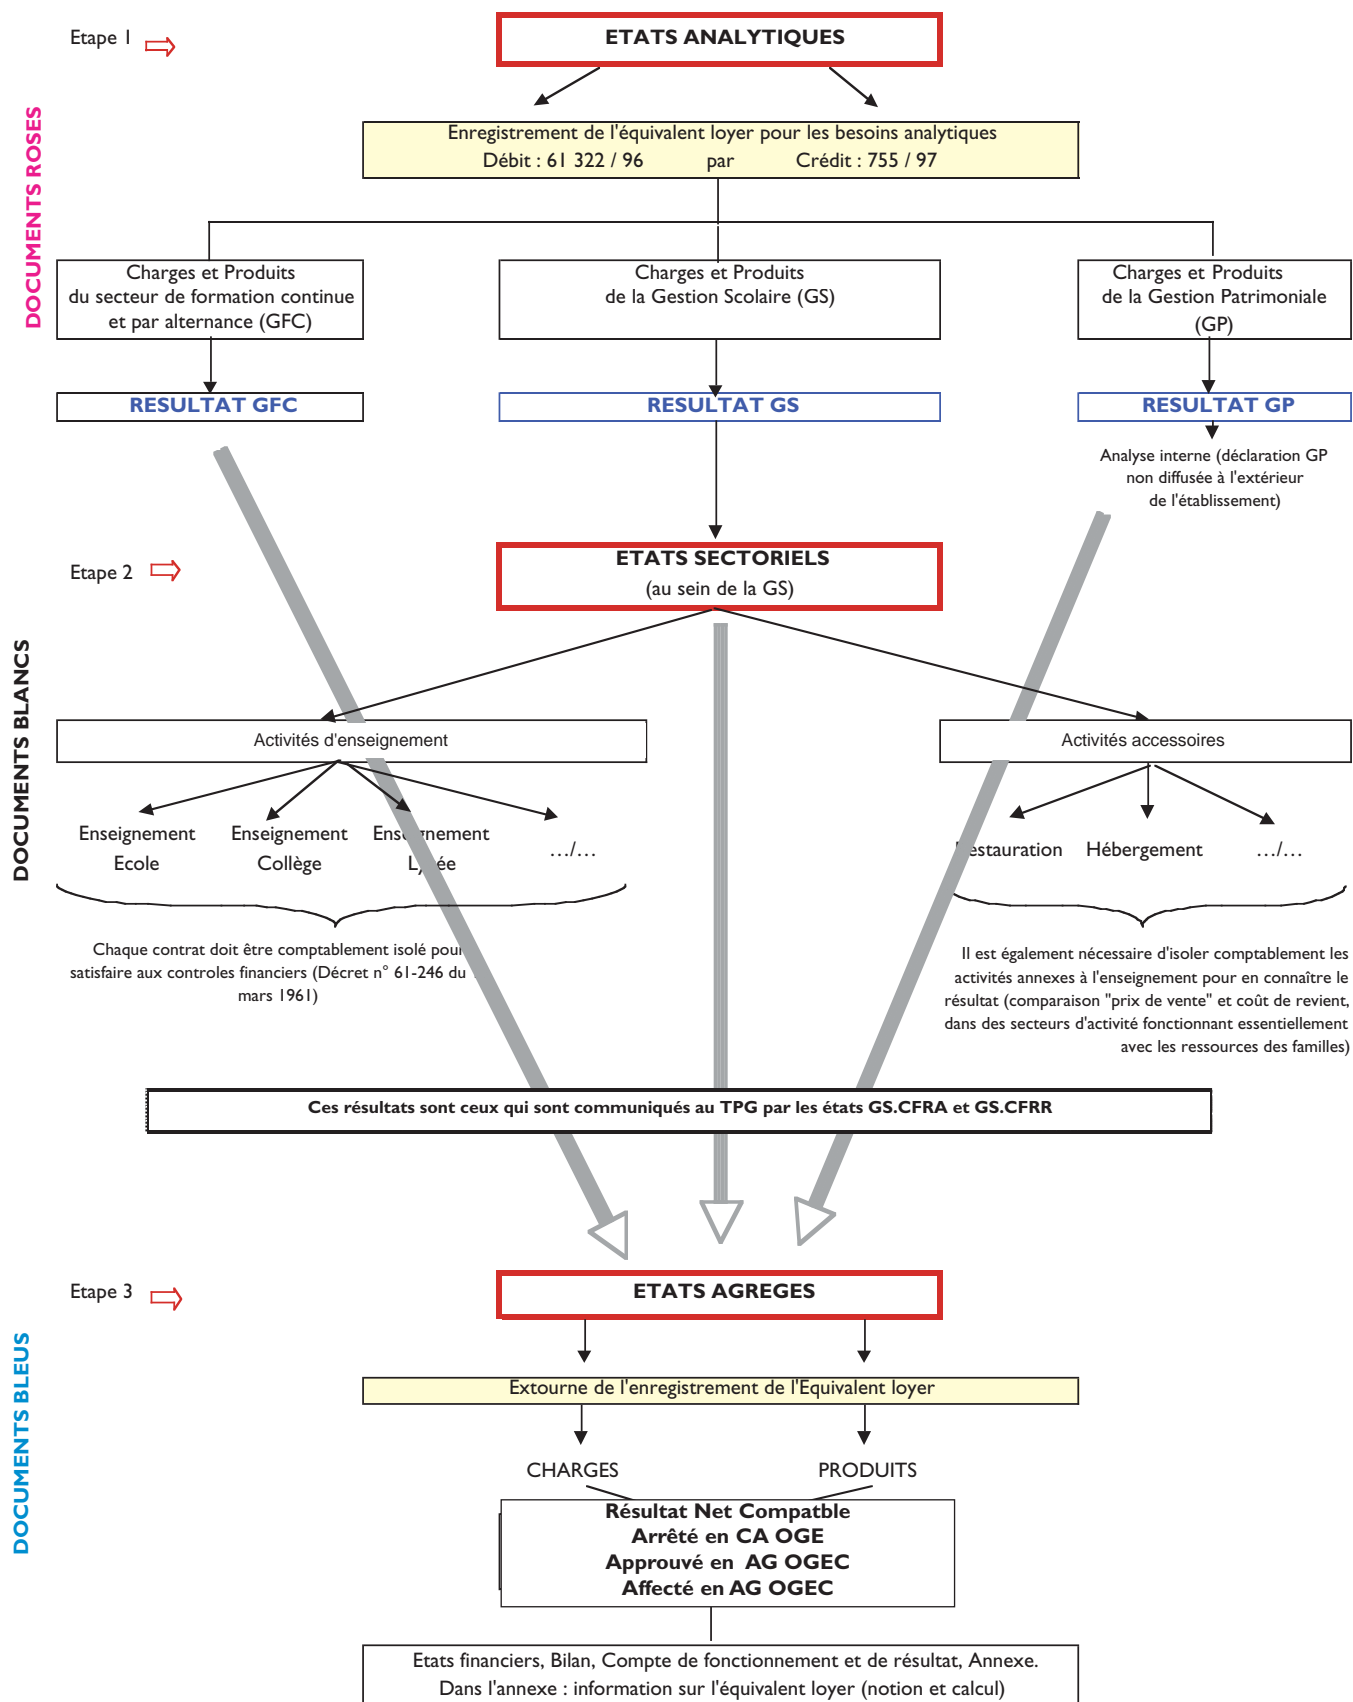 Etape 1
ETATS ANALYTIQUES
DOCUMENTS ROSES
Enregistrement de l'équivalent loyer pour les besoins analytiques
Débit : 61 322 / 96 par Crédit : 755 / 97
Charges et Produits
du secteur de formation continue
et par alternance (GFC)
Charges et Produits
de la Gestion Scolaire (GS)
Charges et Produits
de la Gestion Patrimoniale
(GP)
RESULTAT GFC
RESULTAT GS
RESULTAT GP
Analyse interne (déclaration GP
non diffusée à l'extérieur
de l'établissement)
Etape 2
ETATS SECTORIELS
(au sein de la GS)
DOCUMENTS BLANCS
Activités d'enseignement
Activités accessoires
Enseignement
Ecole
Enseignement
Collège
Enseignement
Lycée
…/…
Restauration
Hébergement
…/…
Chaque contrat doit être comptablement isolé pour
satisfaire aux controles financiers (Décret n° 61-246 du
mars 1961)
Il est également nécessaire d'isoler comptablement les
activités annexes à l'enseignement pour en connaître le
résultat (comparaison "prix de vente" et coût de revient,
dans des secteurs d'activité fonctionnant essentiellement
avec les ressources des familles)
Ces résultats sont ceux qui sont communiqués au TPG par les états GS.CFRA et GS.CFRR
Etape 3
ETATS AGREGES
DOCUMENTS BLEUS
Extourne de l'enregistrement de l'Equivalent loyer
CHARGES
PRODUITS
Résultat Net Compatble
Arrêté en CA OGE
Approuvé en AG OGEC
Affecté en AG OGEC
Etats financiers, Bilan, Compte de fonctionnement et de résultat, Annexe.
Dans l'annexe : information sur l'équivalent loyer (notion et calcul)